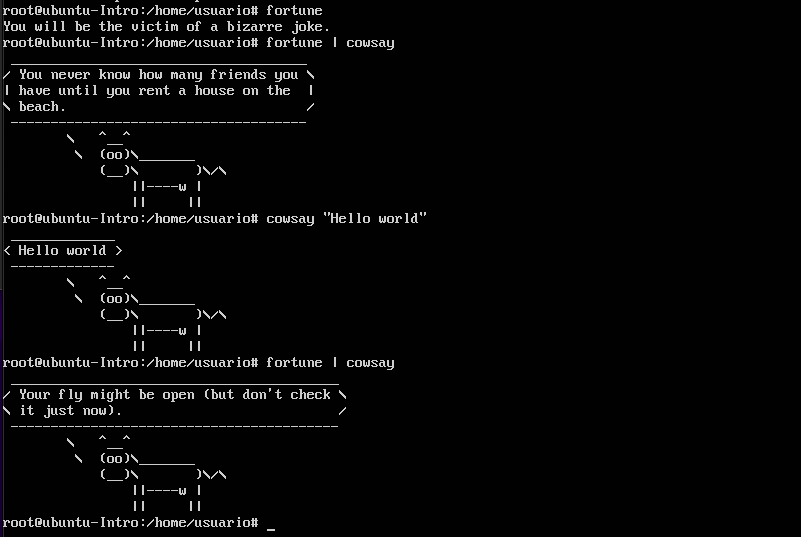 root@ubuntu-Intro:/home/usuario# fortune
You will be the victim of a bizarre joke.
root@ubuntu-Intro:/home/usuario# fortune | cowsay
 _____________________________________
/ You never know how many friends you \
| have until you rent a house on the  |
\ beach.                              /
 -------------------------------------
        \   ^__^
         \  (oo)\_______
            (__)\       )\/\
                ||----w |
                ||     ||
root@ubuntu-Intro:/home/usuario# cowsay "Hello world"
 _____________
< Hello world >
 -------------
        \   ^__^
         \  (oo)\_______
            (__)\       )\/\
                ||----w |
                ||     ||
root@ubuntu-Intro:/home/usuario# fortune | cowsay
 _________________________________________
/ Your fly might be open (but don't check \
\ it just now).                           /
 -----------------------------------------
        \   ^__^
         \  (oo)\_______
            (__)\       )\/\
                ||----w |
                ||     ||
root@ubuntu-Intro:/home/usuario# _